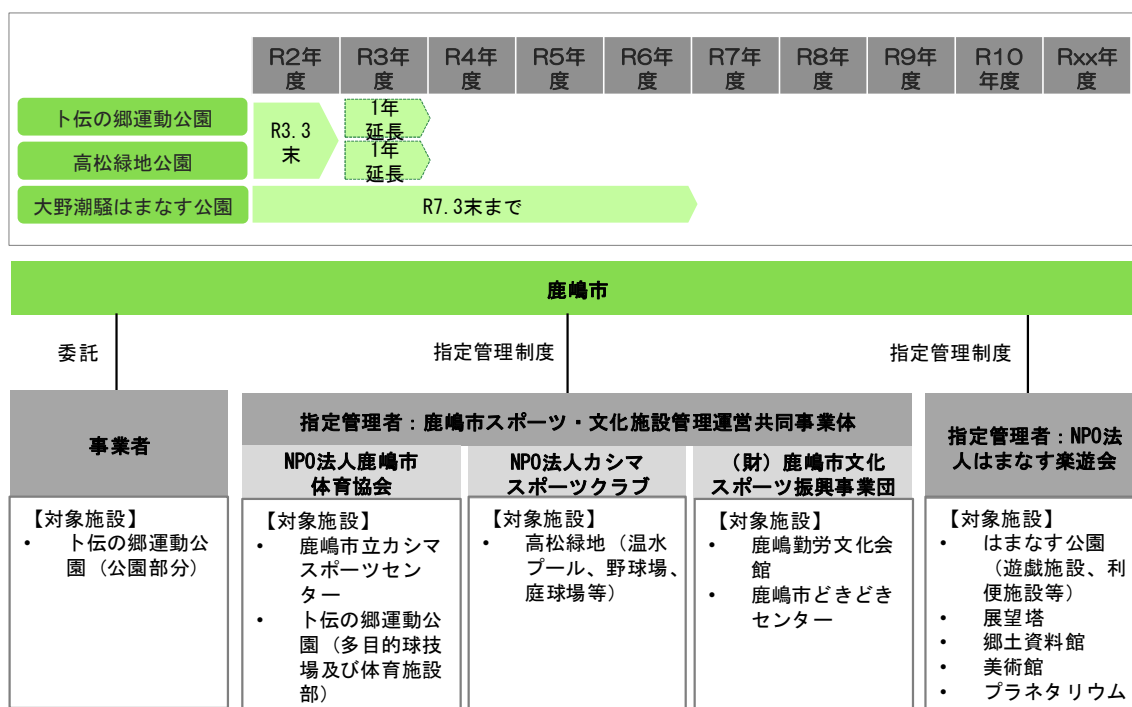 R2年度
R3年度
R4年度
R5年度
R6年度
R7年度
R8年度
R9年度
R10年度
Rxx年度
卜伝の郷運動公園
高松緑地公園
大野潮騒はまなす公園
R3.3
末
1年
延長
1年
延長
R7.3末まで
鹿嶋市
委託
指定管理制度
指定管理制度
事業者
【対象施設】
• 卜伝の郷運動公
園（公園部分）
指定管理者：鹿嶋市スポーツ・文化施設管理運営共同事業体
NPO法人鹿嶋市
体育協会
【対象施設】
• 鹿嶋市立カシマ
スポーツセン
ター
• 卜伝の郷運動公
園（多目的球技
場及び体育施設
部）
NPO法人カシマ
スポーツクラブ
【対象施設】
• 高松緑地（温水
プール、野球場、
庭球場等）
（財）鹿嶋市文化
スポーツ振興事業団
【対象施設】
• 鹿嶋勤労文化会
館
• 鹿嶋市どきどき
センター
指定管理者：NPO法
人はまなす楽遊会
【対象施設】
• はまなす公園
（遊戯施設、利
便施設等）
• 展望塔
• 郷土資料館
• 美術館
• プラネタリウム